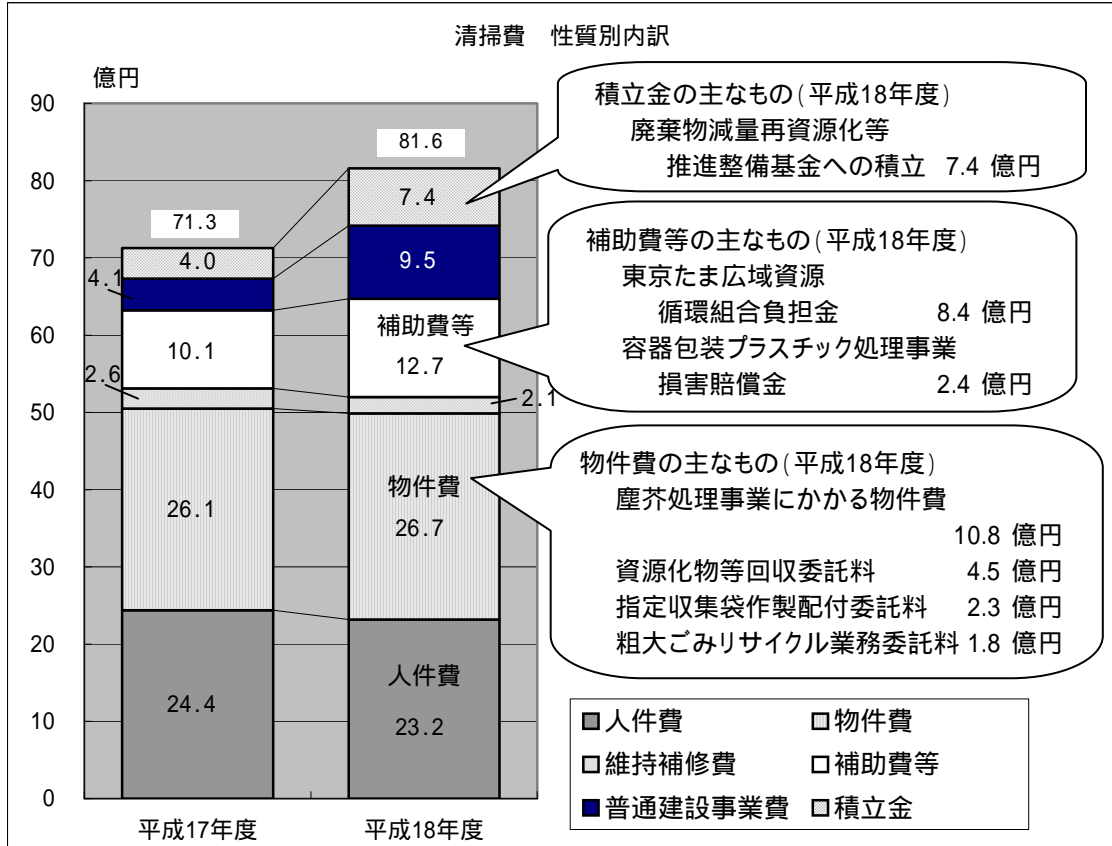 清掃費　性質別内訳
億円
90
80
70
60
50
40
30
20
10
0
71.3
4.0
4.1
10.1
2.6
26.1
24.4
平成17年度
81.6
7.4
9.5
補助費等
12.7
2.1
物件費
26.7
人件費
23.2
平成18年度
積立金の主なもの(平成18年度)
廃棄物減量再資源化等
推進整備基金への積立 7.4 億円
補助費等の主なもの(平成18年度)
東京たま広域資源
循環組合負担金 8.4 億円
容器包装プラスチック処理事業
損害賠償金 2.4 億円
物件費の主なもの(平成18年度)
塵芥処理事業にかかる物件費
10.8 億円
資源化物等回収委託料 4.5 億円
指定収集袋作製配付委託料 2.3 億円
粗大ごみリサイクル業務委託料 1.8 億円
人件費 物件費
維持補修費 補助費等
普通建設事業費 積立金